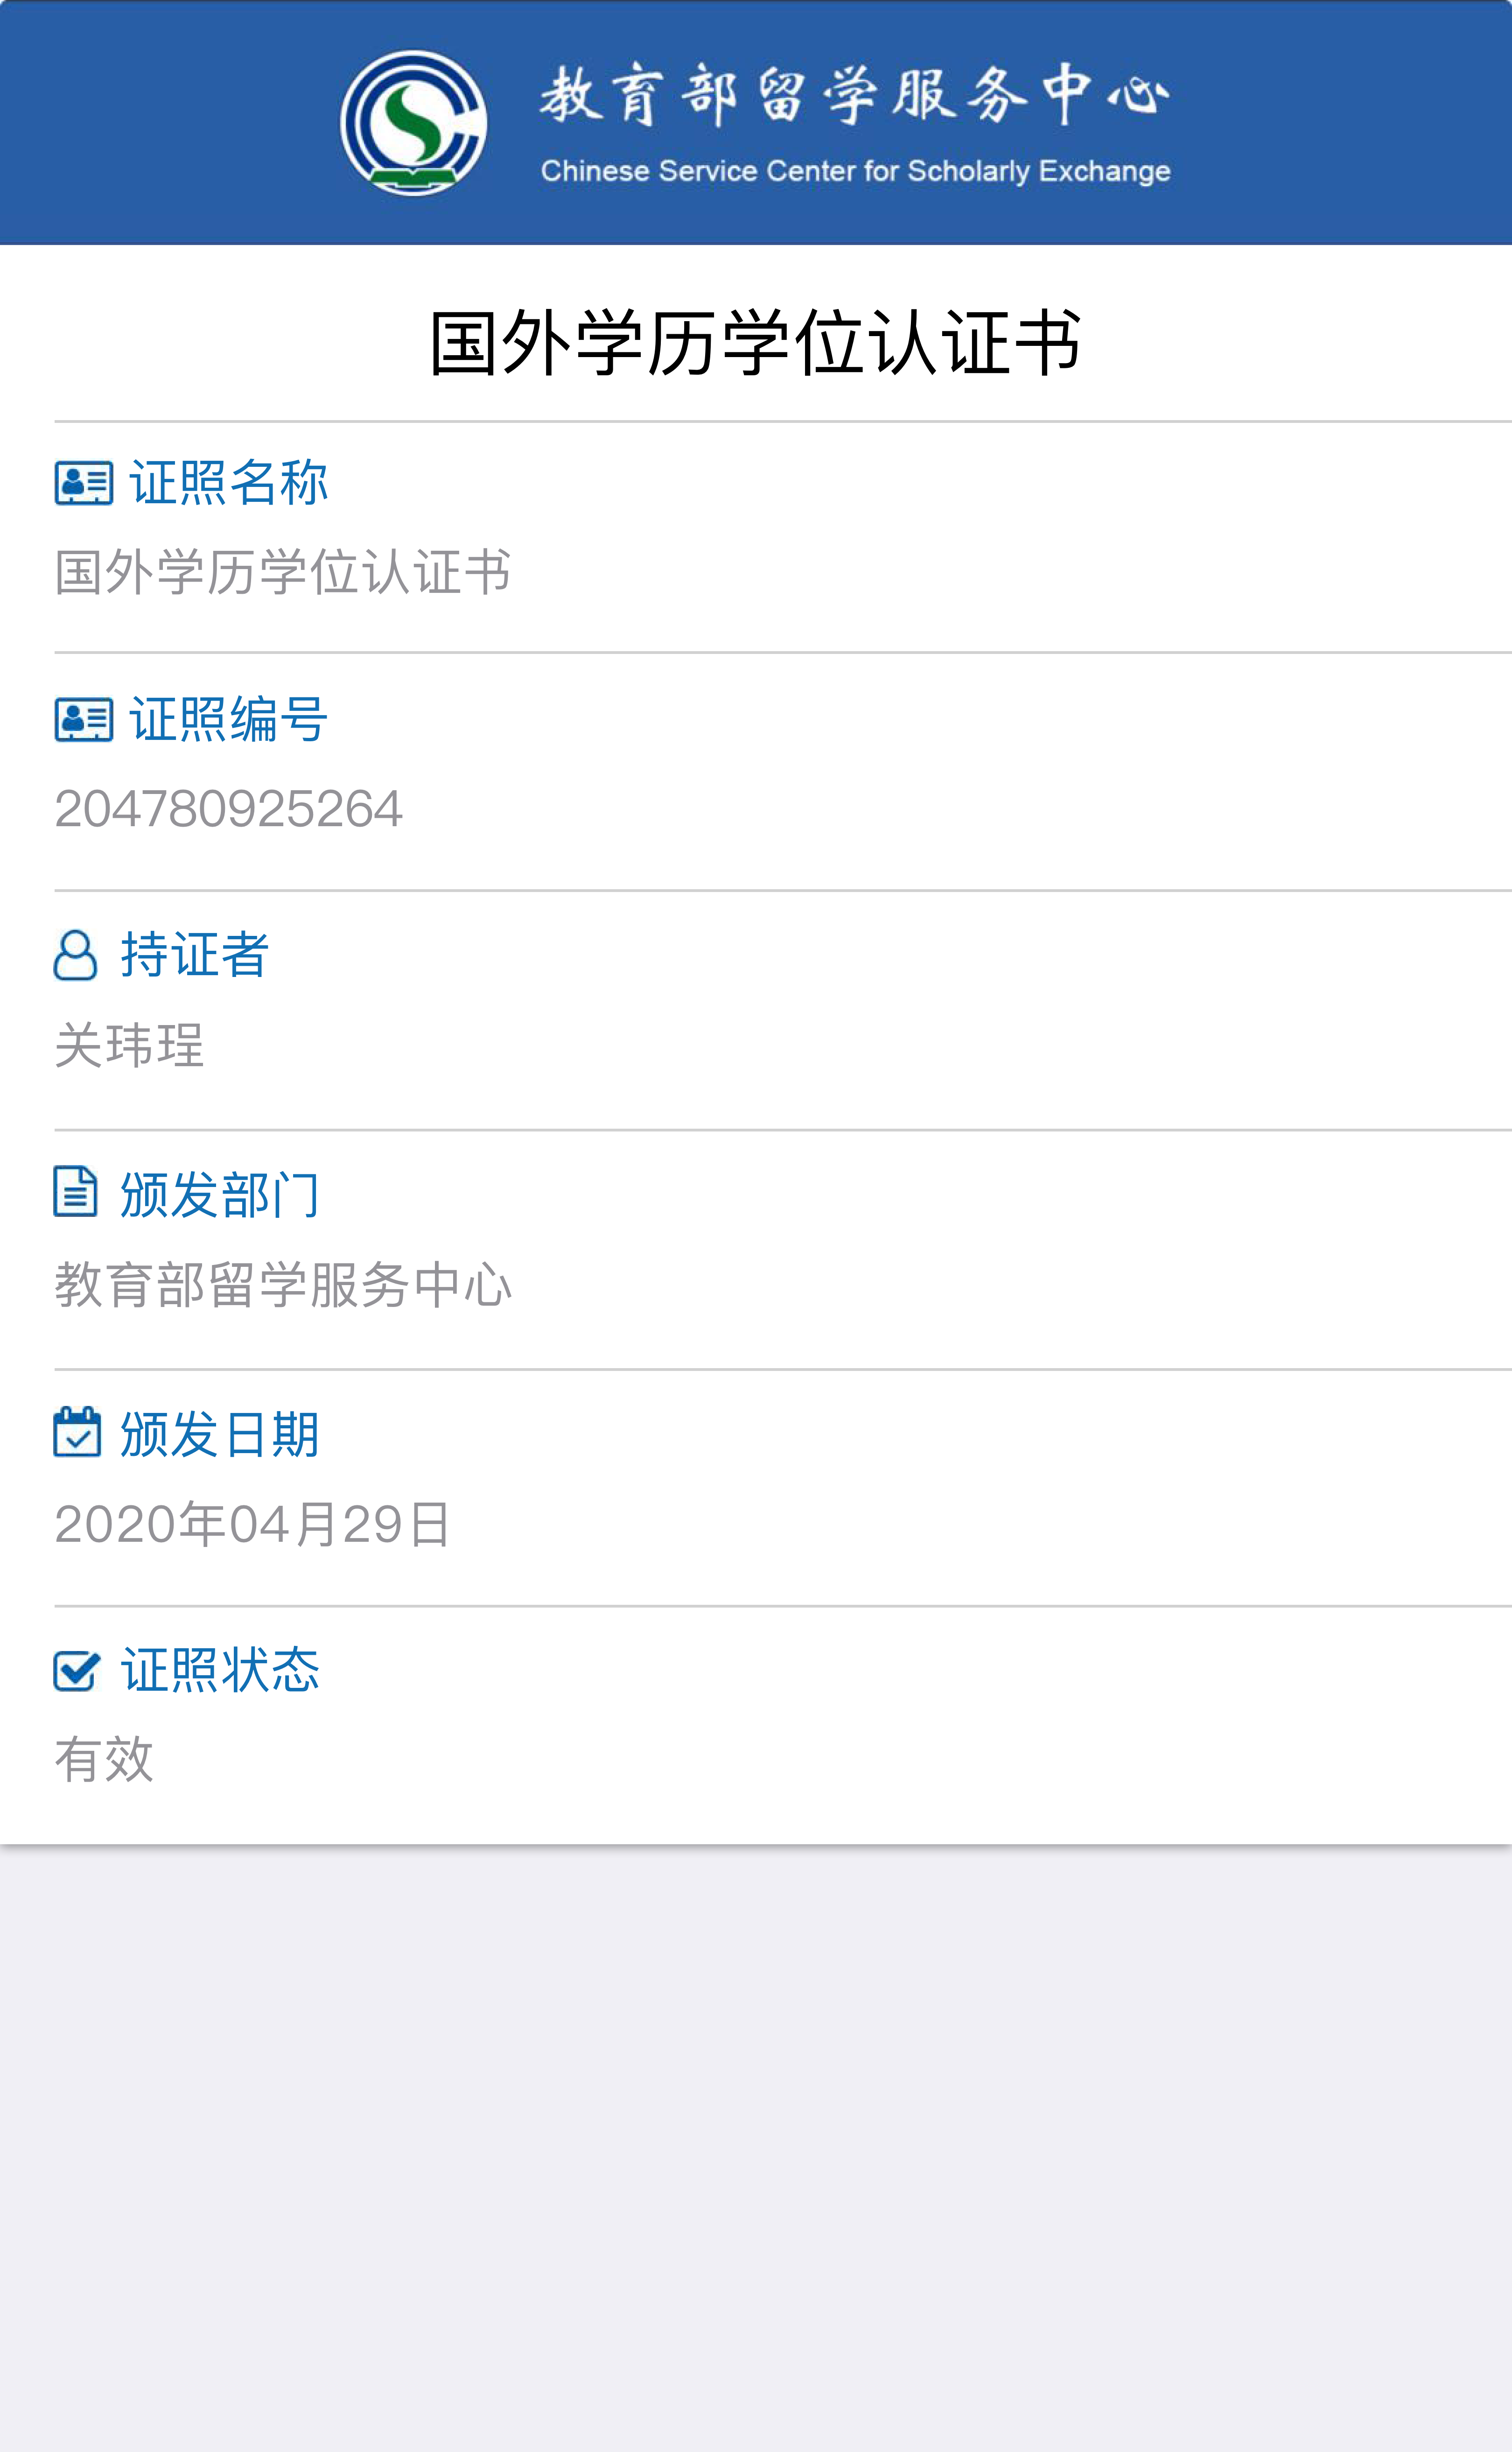 教育部留学服务中心
Chinese Service Center for Scholarly Exchange
国外学历学位认证书
证照名称
国外学历学位认证书
证照编号
204780925264
持证者
关玮珵
颁发部门
教育部留学服务中心
颁发日期
2020年04月29日
证照状态
有效